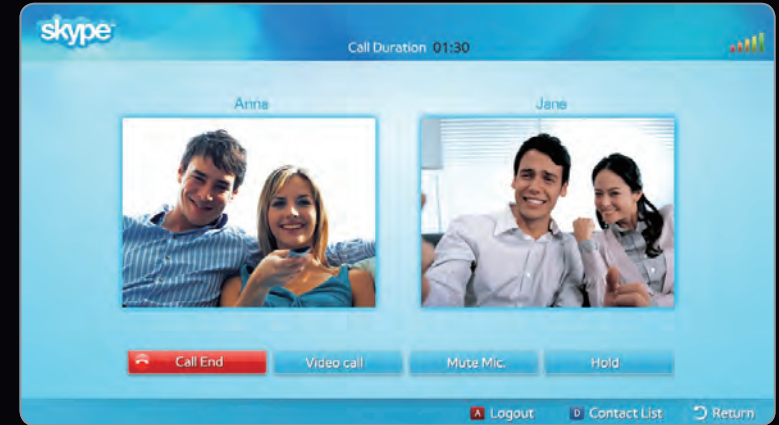 skype
Call Duration 01:30
Anna
Jane
Call End
Video call
Mute Mic.
Hold
A Logout
D Contact List
Return